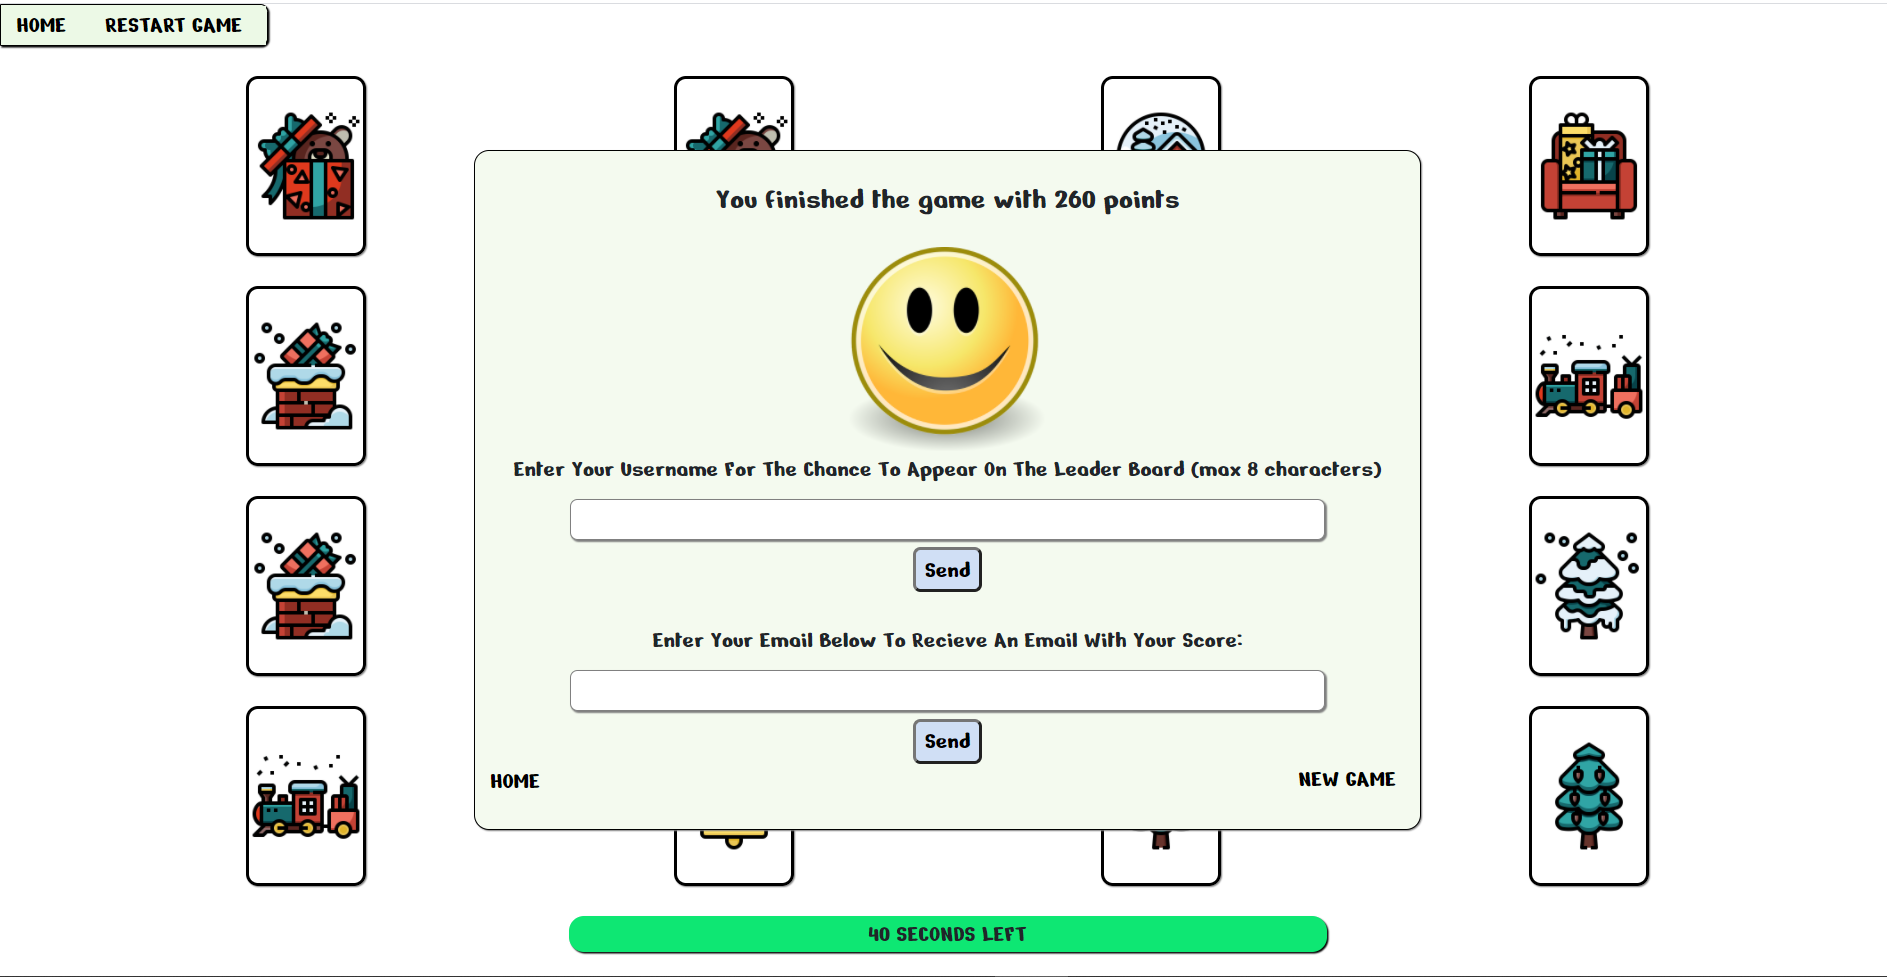 HOME RESTART GAME
You finished the game with 260 points
Enter Your Username For The Chance To Appear On The Leader Board (max 8 characters)
Send
Enter Your Email Below To Recieve An Email With Your Score:
Send
HOME
NEW GAME
40 SECONDS LEFT